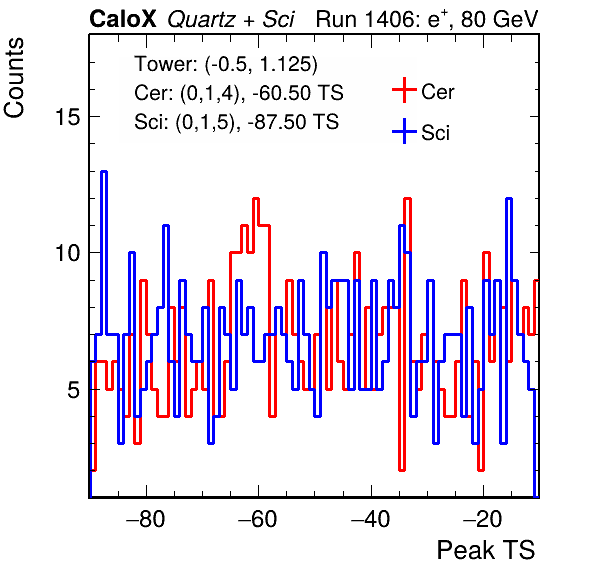 CaloX Quartz + Sci Run 1406: e⁺, 80 GeV
Counts
Tower: (-0.5, 1.125)
Cer: (0,1,4), -60.50 TS
Sci: (0,1,5), -87.50 TS
Cer
Sci
15
10
5
−80 −60 −40 −20
Peak TS